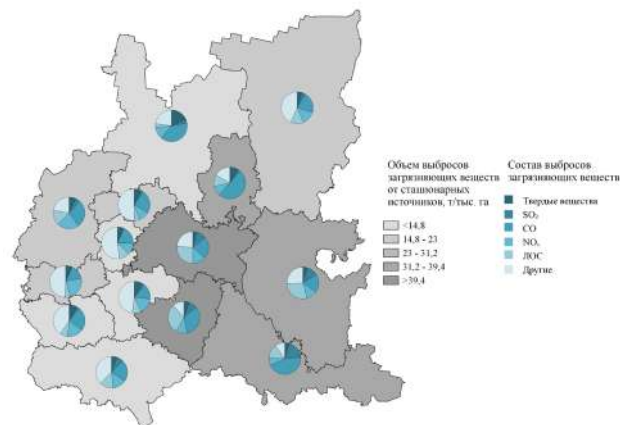 Объем выбросов
загрязняющих веществ
от стационарных
источников, т/тыс. га
<14,8
14,8 - 23
23 - 31,2
31,2 - 39,4
>39,4
Состав выбросов
загрязняющих веществ
Твердые вещества
SO₂
CO
NOₓ
ЛОС
Другие